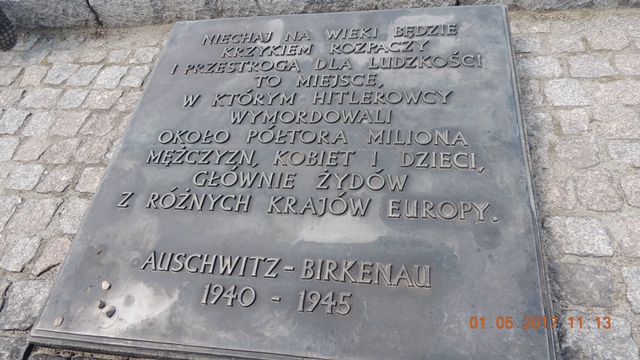 NIECHAJ NA WIEKI BĘDZIE
KRZYKIEM ROZPACZY
I PRZESTROGĄ DLA LUDZKOŚCI
TO MIEJSCE,
W KTÓRYM HITLEROWCY
WYMORDOWALI
OKOŁO PÓŁTORA MILIONA
MĘŻCZYZN, KOBIET I DZIECI,
GŁÓWNIE ŻYDÓW
Z RÓŻNYCH KRAJÓW EUROPY.
AUSCHWITZ - BIRKENAU
1940 - 1945
01.05.2017 11:13